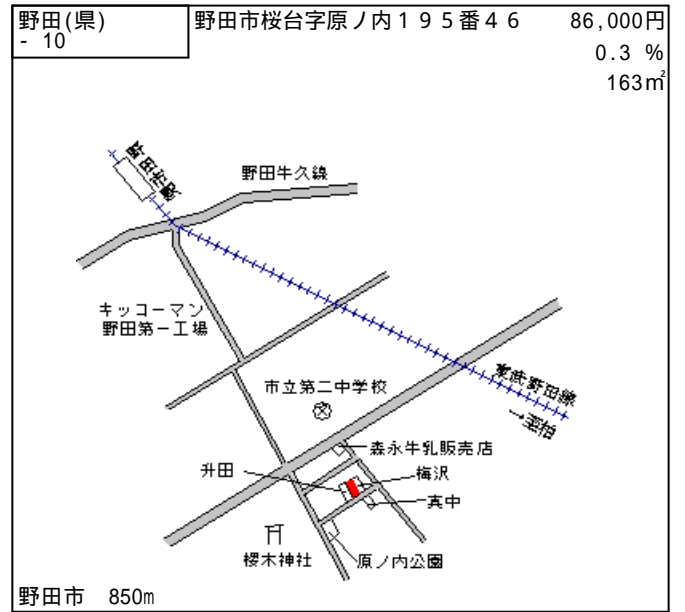 野田(県)
- 10
野田市桜台字原ノ内１９５番４６
86,000円
0.3 %
163㎡
野田市駅
野田牛久線
キッコーマン
野田第一工場
市立第二中学校
東武野田線
→至柏
森永牛乳販売店
升田
梅沢
真中
櫻木神社
原ノ内公園
野田市 850m